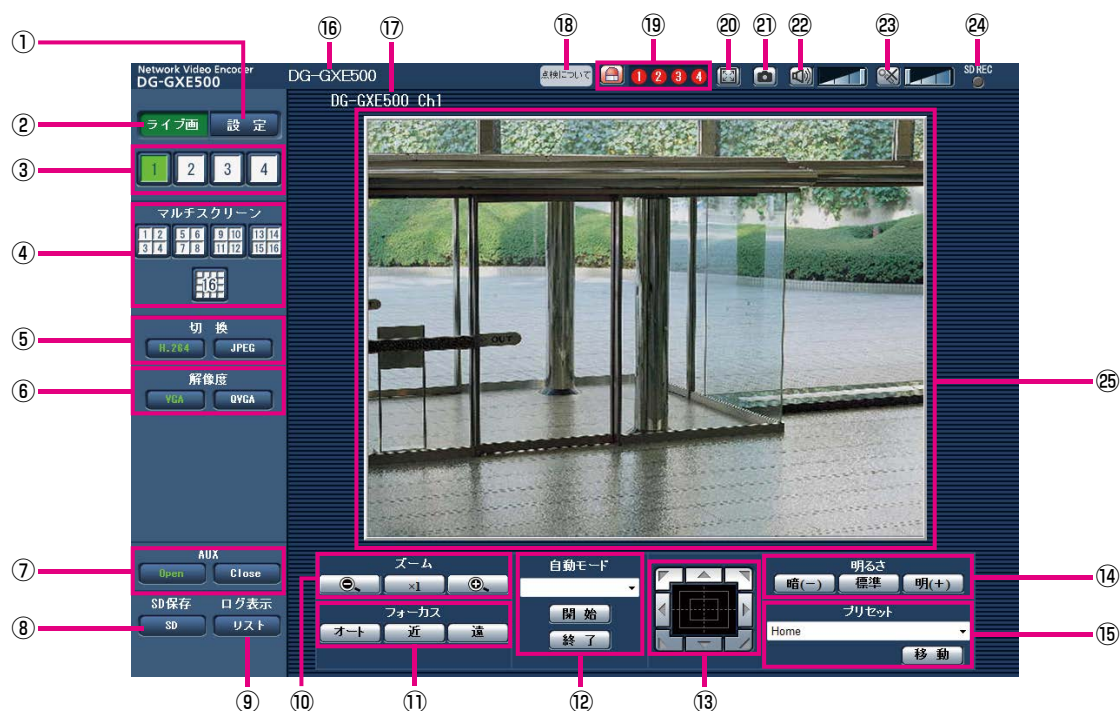 ① ⑯ ⑰ ⑱ ⑲ ⑳ ㉑ ㉒ ㉓ ㉔
Network Video Encoder
DG-GXE500
DG-GXE500
点検について
1 2 3 4
SD REC
DG-GXE500 Ch1
② ライブ画 設 定
③ 1 2 3 4
マルチスクリーン
④ 1 2 3 4 5 6 7 8 9 10 11 12 13 14 15 16
16
切 換
⑤ H.264 JPEG
解像度
⑥ VGA QVGA
OUT
㉕
AUX
⑦ Open Close
SD保存 ログ表示
⑧ SD リスト
⑨
ズーム
×1
⑩
フォーカス
オート 近 遠
⑪
自動モード
開 始
終 了
⑫
⑬
明るさ
暗(−) 標準 明(+)
⑭
プリセット
Home
移 動
⑮